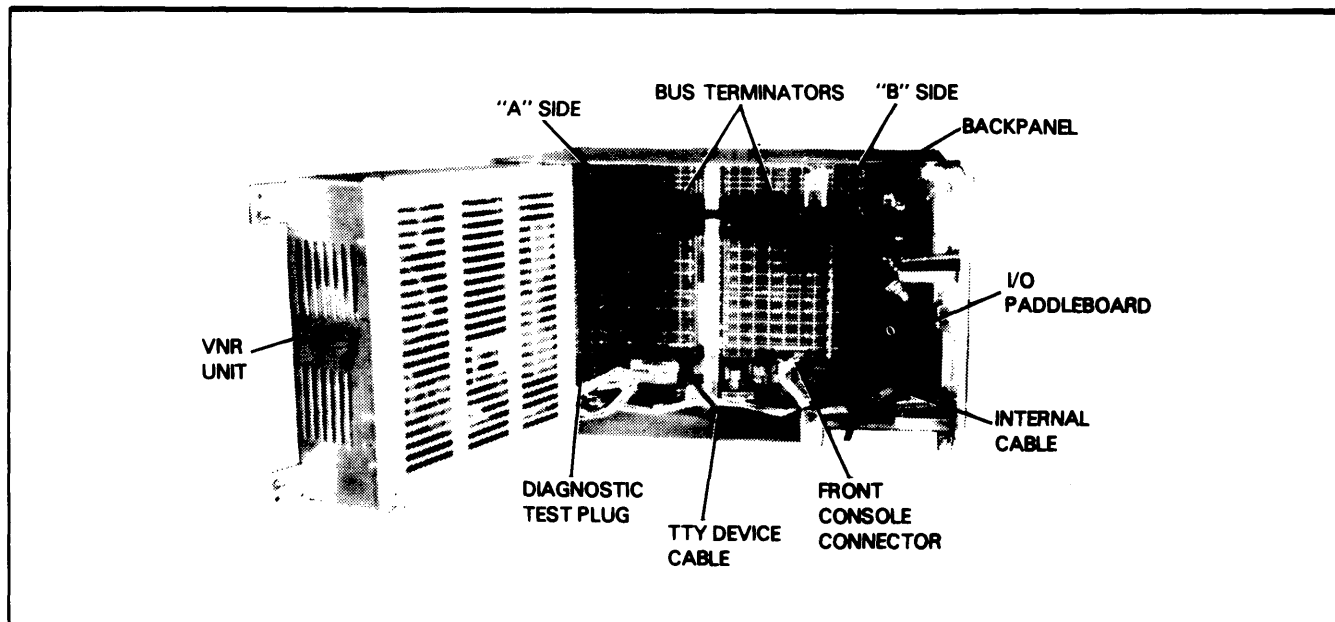 "A" SIDE
BUS TERMINATORS
"B" SIDE
BACKPANEL
I/O
PADDLEBOARD
VNR
UNIT
INTERNAL
CABLE
DIAGNOSTIC
TEST PLUG
TTY DEVICE
CABLE
FRONT
CONSOLE
CONNECTOR